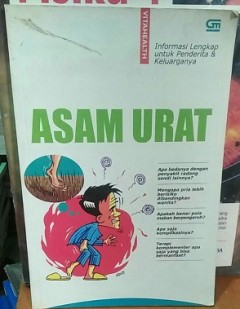 VITAHEALTH
Informasi Lengkap
untuk Penderita &
Keluarganya
ASAM URAT
Apa bedanya dengan
penyakit radang
sendi lainnya?
Mengapa pria lebih
berisiko
dibandingkan
wanita?
Apakah benar pola
makan berpengaruh?
Apa saja
komplikasinya?
Terapi
komplementer apa
saja yang bisa
bermanfaat?